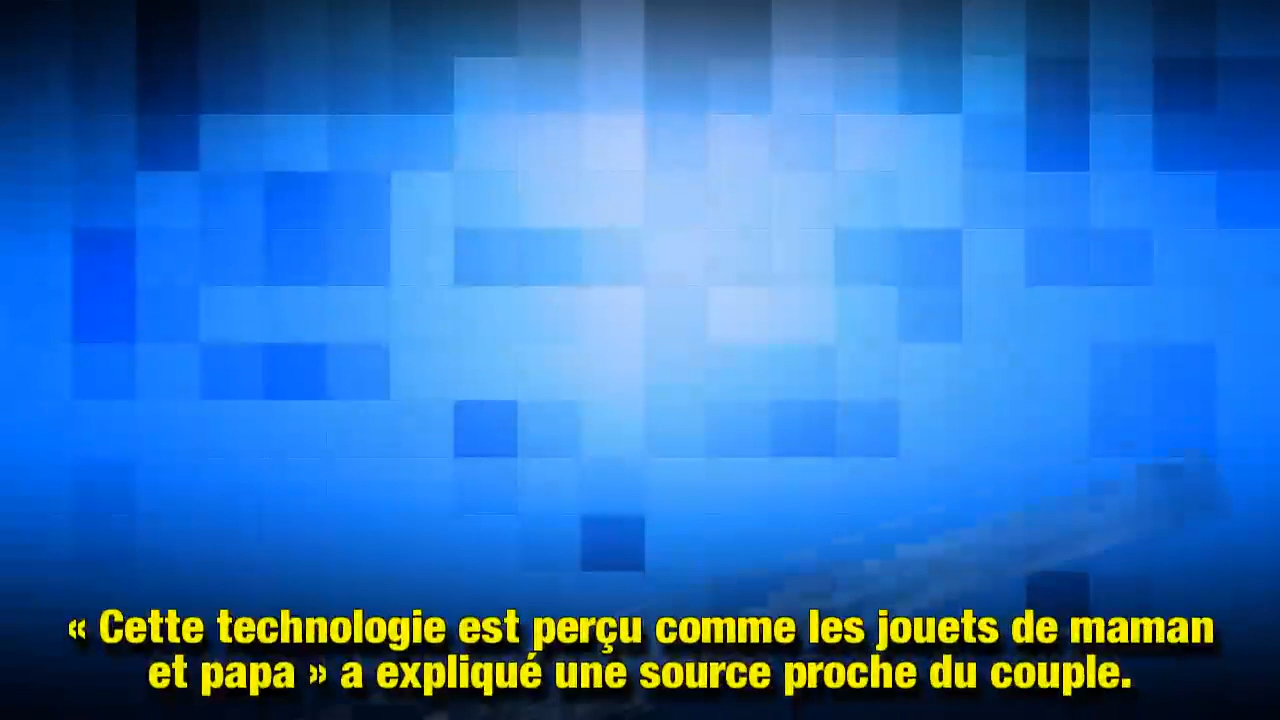 « Cette technologie est perçu comme les jouets de maman
et papa » a expliqué une source proche du couple.